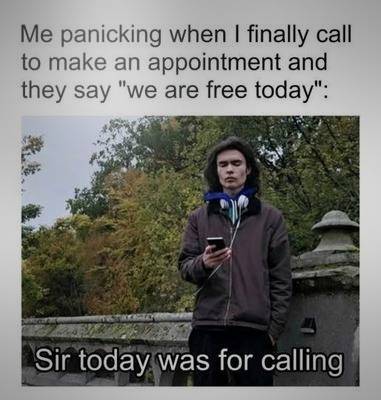 Me panicking when I finally call
to make an appointment and
they say "we are free today":
Sir today was for calling